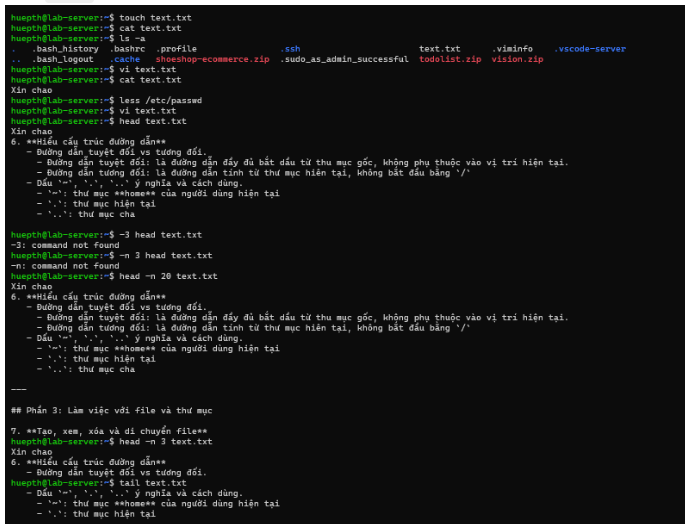 huepth@lab-server:~$ touch text.txt
huepth@lab-server:~$ cat text.txt
huepth@lab-server:~$ ls -a
.   .bash_history  .bashrc  .profile              .ssh                       text.txt      .viminfo    .vscode-server
..  .bash_logout   .cache   shoeshop-ecommerce.zip  .sudo_as_admin_successful  todolist.zip  vision.zip
huepth@lab-server:~$ vi text.txt
huepth@lab-server:~$ cat text.txt
Xin chao
huepth@lab-server:~$ less /etc/passwd
huepth@lab-server:~$ vi text.txt
huepth@lab-server:~$ head text.txt
Xin chao
6. **Hiểu cấu trúc đường dẫn**
   - Đường dẫn tuyệt đối vs tương đối.
     - Đường dẫn tuyệt đối: là đường dẫn đầy đủ bắt dầu từ thu mục gốc, không phụ thuộc vào vị trí hiện tại.
     - Đường dẫn tương đối: là đường dẫn tính từ thư mục hiên tại, không bắt đầu bằng '/'
   - Dấu `~`, `.`, `..` ý nghĩa và cách dùng.
     - `~`: thư mục **home** của người dùng hiện tại
     - `.`: thư mục hiện tại
     - `..`: thư mục cha
huepth@lab-server:~$ -3 head text.txt
-3: command not found
huepth@lab-server:~$ -n 3 head text.txt
-n: command not found
huepth@lab-server:~$ head -n 20 text.txt
Xin chao
6. **Hiểu cấu trúc đường dẫn**
   - Đường dẫn tuyệt đối vs tương đối.
     - Đường dẫn tuyệt đối: là đường dẫn đầy đủ bắt dầu từ thu mục gốc, không phụ thuộc vào vị trí hiện tại.
     - Đường dẫn tương đối: là đường dẫn tính từ thư mục hiên tại, không bắt đầu bằng '/'
   - Dấu `~`, `.`, `..` ý nghĩa và cách dùng.
     - `~`: thư mục **home** của người dùng hiện tại
     - `.`: thư mục hiện tại
     - `..`: thư mục cha
---
## Phần 3: Làm việc với file và thư mục
7. **Tạo, xem, xóa và di chuyển file**
huepth@lab-server:~$ head -n 3 text.txt
Xin chao
6. **Hiểu cấu trúc đường dẫn**
   - Đường dẫn tuyệt đối vs tương đối.
huepth@lab-server:~$ tail text.txt
   - Dấu `~`, `.`, `..` ý nghĩa và cách dùng.
     - `~`: thư mục **home** của người dùng hiện tại
     - `.`: thư mục hiện tại